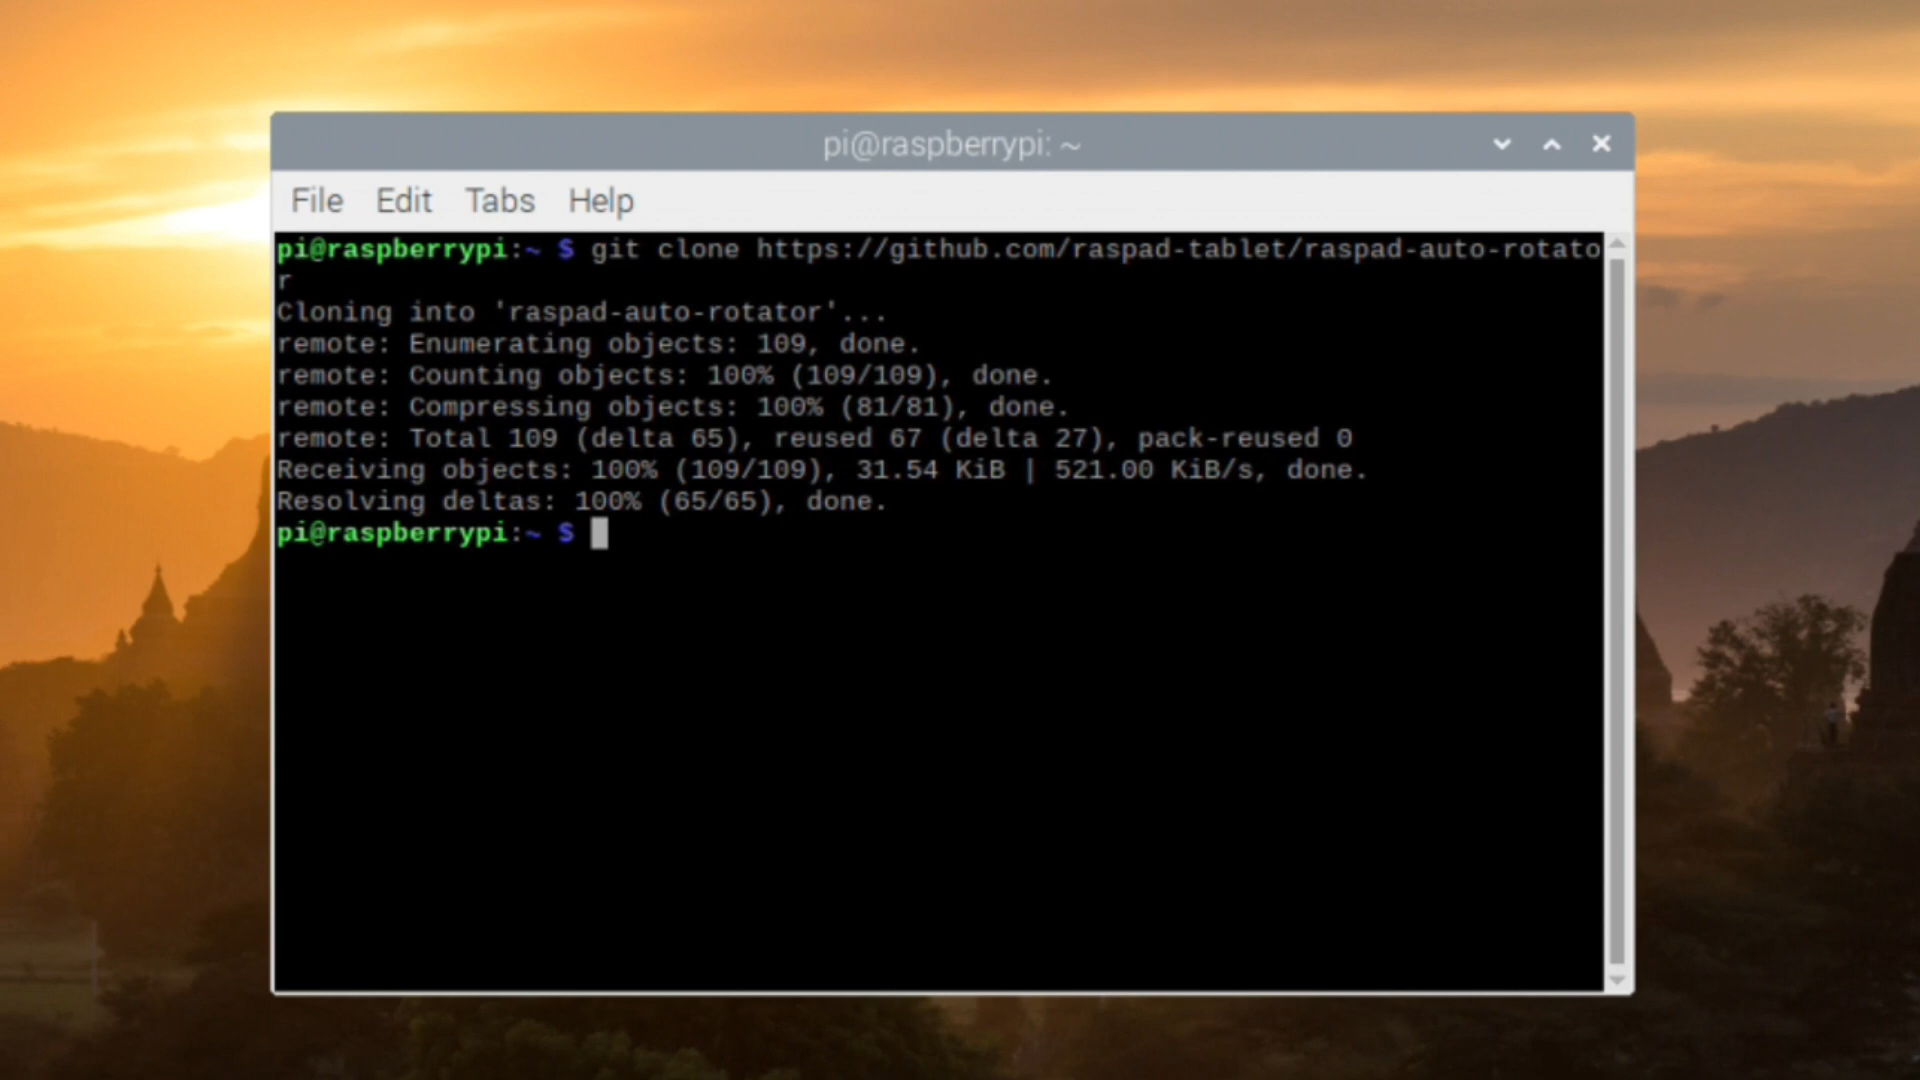 pi@raspberrypi: ~
File Edit Tabs Help
pi@raspberrypi:~ $ git clone https://github.com/raspad-tablet/raspad-auto-rotato
r
Cloning into 'raspad-auto-rotator'...
remote: Enumerating objects: 109, done.
remote: Counting objects: 100% (109/109), done.
remote: Compressing objects: 100% (81/81), done.
remote: Total 109 (delta 65), reused 67 (delta 27), pack-reused 0
Receiving objects: 100% (109/109), 31.54 KiB | 521.00 KiB/s, done.
Resolving deltas: 100% (65/65), done.
pi@raspberrypi:~ $